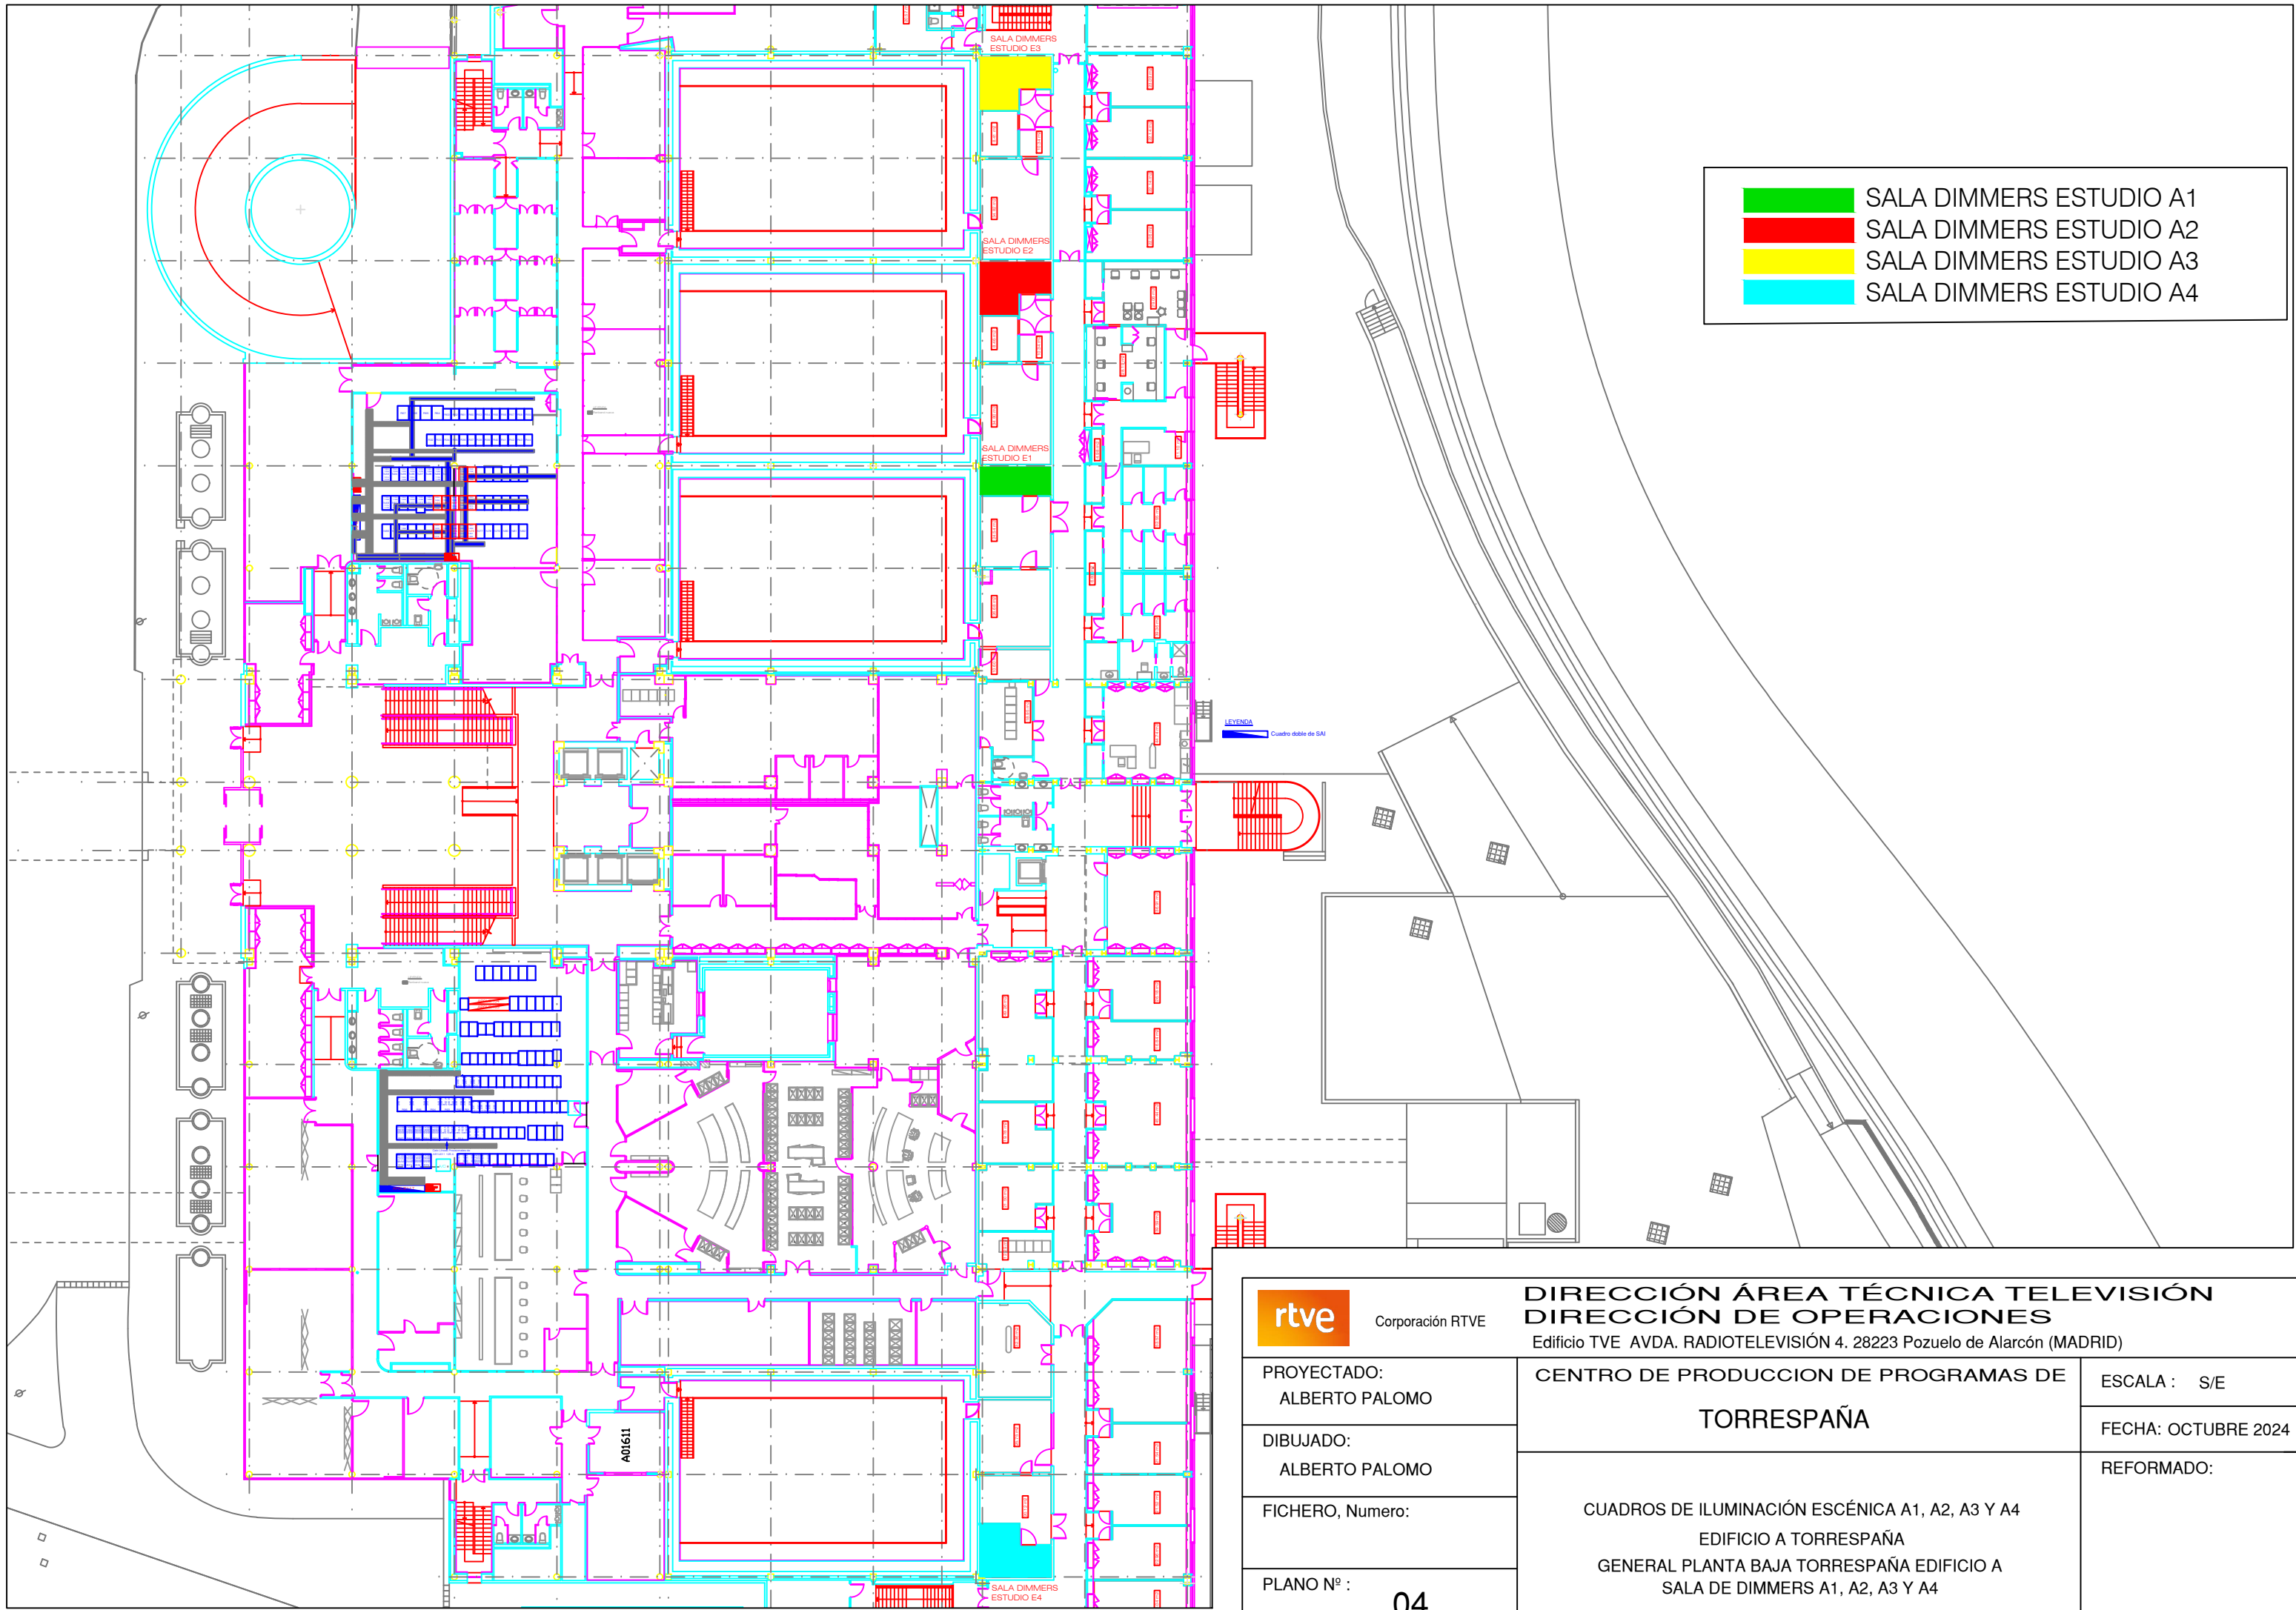 SALA DIMMERS
ESTUDIO E3
SALA DIMMERS ESTUDIO A1
SALA DIMMERS ESTUDIO A2
SALA DIMMERS ESTUDIO A3
SALA DIMMERS ESTUDIO A4
SALA DIMMERS
ESTUDIO E2
SALA DIMMERS
ESTUDIO E1
LEYENDA
Cuadro doble de SAI
A01611
SALA DIMMERS
ESTUDIO E4
rtve
Corporación RTVE
DIRECCIÓN ÁREA TÉCNICA TELEVISIÓN
DIRECCIÓN DE OPERACIONES
Edificio TVE AVDA. RADIOTELEVISIÓN 4. 28223 Pozuelo de Alarcón (MADRID)
PROYECTADO:
ALBERTO PALOMO
DIBUJADO:
ALBERTO PALOMO
FICHERO, Numero:
PLANO Nº :
04
CENTRO DE PRODUCCION DE PROGRAMAS DE
TORRESPAÑA
CUADROS DE ILUMINACIÓN ESCÉNICA A1, A2, A3 Y A4
EDIFICIO A TORRESPAÑA
GENERAL PLANTA BAJA TORRESPAÑA EDIFICIO A
SALA DE DIMMERS A1, A2, A3 Y A4
ESCALA : S/E
FECHA: OCTUBRE 2024
REFORMADO: